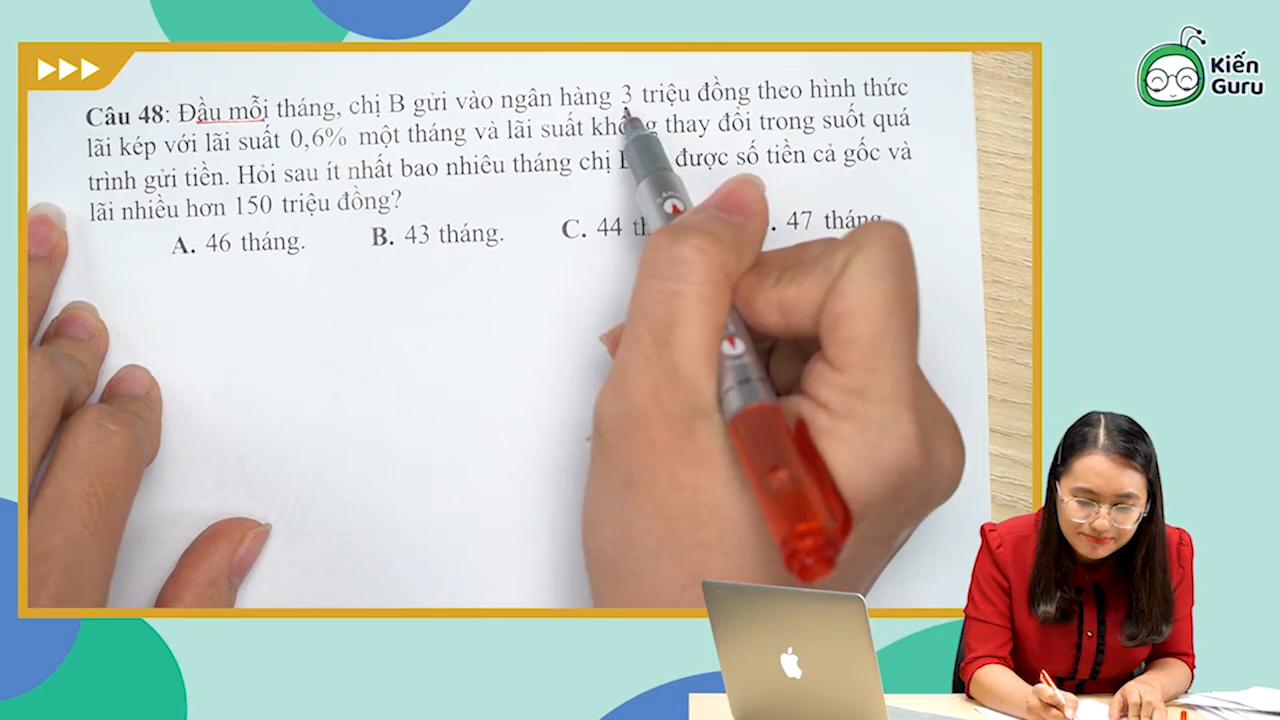 Kiến
Guru
Câu 48: Đầu mỗi tháng, chị B gửi vào ngân hàng 3 triệu đồng theo hình thức
lãi kép với lãi suất 0,6% một tháng và lãi suất không thay đổi trong suốt quá
trình gửi tiền. Hỏi sau ít nhất bao nhiêu tháng chị được số tiền cả gốc và
lãi nhiều hơn 150 triệu đồng?
A. 46 tháng. B. 43 tháng. C. 44 47 tháng